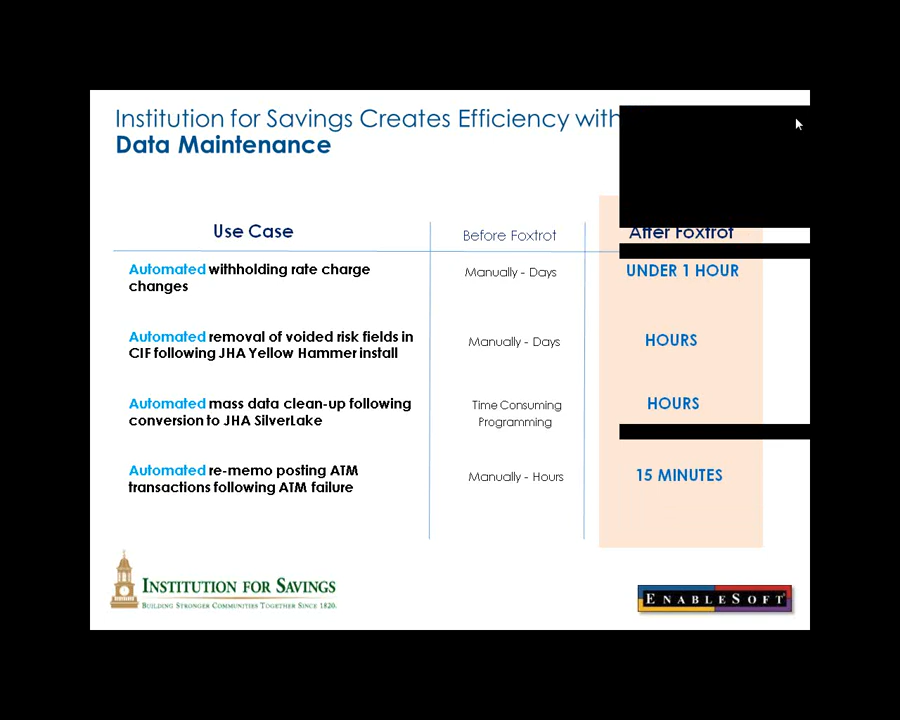 Institution for Savings Creates Efficiency with
Data Maintenance
Use Case Before Foxtrot After Foxtrot
Automated withholding rate charge
changes
Manually - Days
UNDER 1 HOUR
Automated removal of voided risk fields in
CIF following JHA Yellow Hammer install
Manually - Days
HOURS
Automated mass data clean-up following
conversion to JHA SilverLake
Time Consuming
Programming
HOURS
Automated re-memo posting ATM
transactions following ATM failure
Manually - Hours
15 MINUTES
INSTITUTION FOR SAVINGS
BUILDING STRONGER COMMUNITIES TOGETHER SINCE 1820.
ENABLESOFT